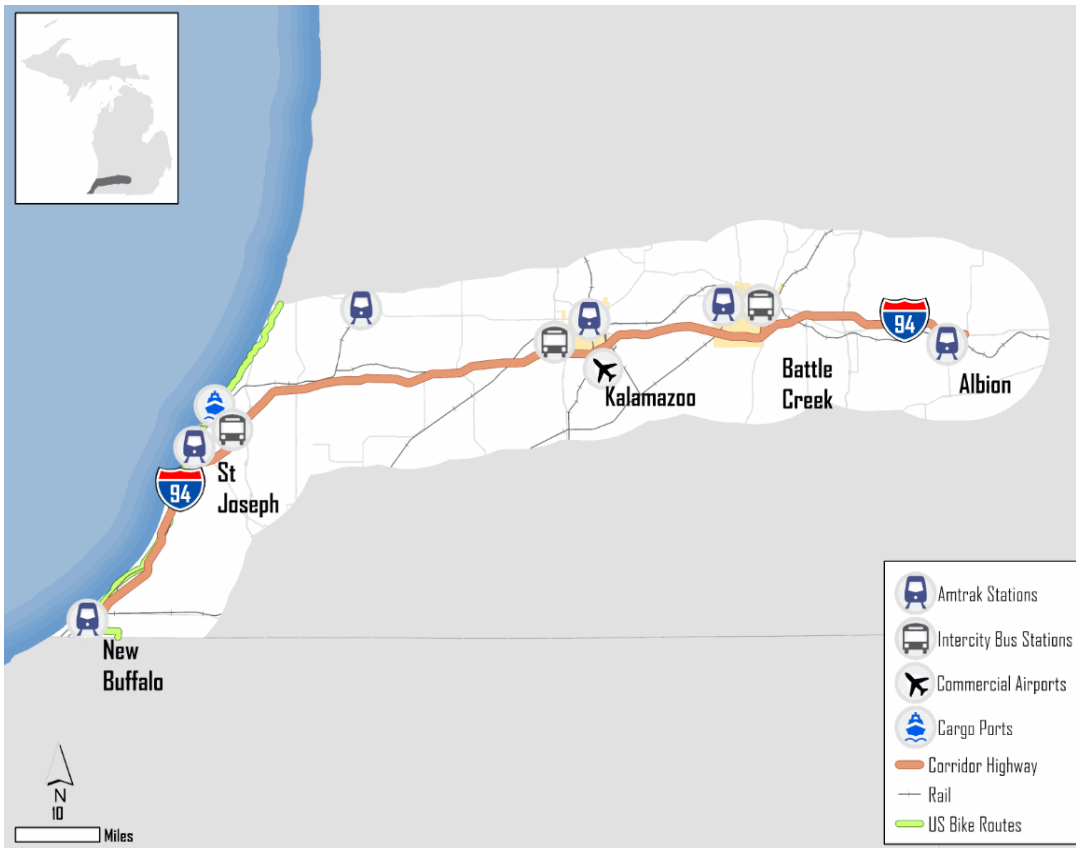 94
Kalamazoo
Battle
Creek
Albion
St
Joseph
94
New
Buffalo
N
10
Miles
Amtrak Stations
Intercity Bus Stations
Commercial Airports
Cargo Ports
Corridor Highway
Rail
US Bike Routes